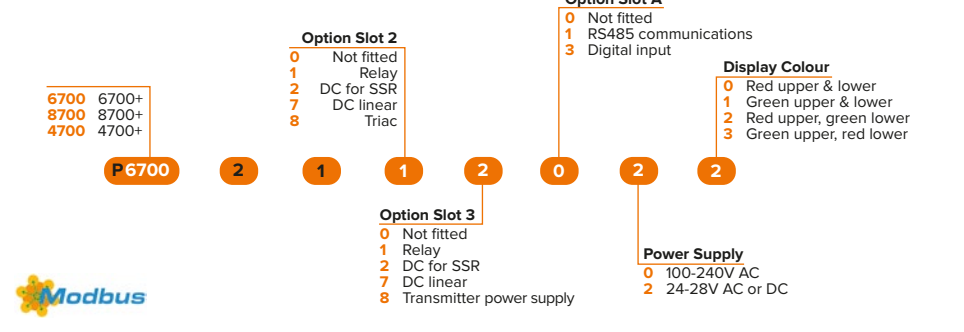 Option Slot A
0 Not fitted
1 RS485 communications
3 Digital input
Option Slot 2
0 Not fitted
1 Relay
2 DC for SSR
7 DC linear
8 Triac
Display Colour
0 Red upper & lower
1 Green upper & lower
2 Red upper, green lower
3 Green upper, red lower
6700 6700+
8700 8700+
4700 4700+
P6700 2 1 1 2 0 2 2
Option Slot 3
0 Not fitted
1 Relay
2 DC for SSR
7 DC linear
8 Transmitter power supply
Power Supply
0 100-240V AC
2 24-28V AC or DC
Modbus